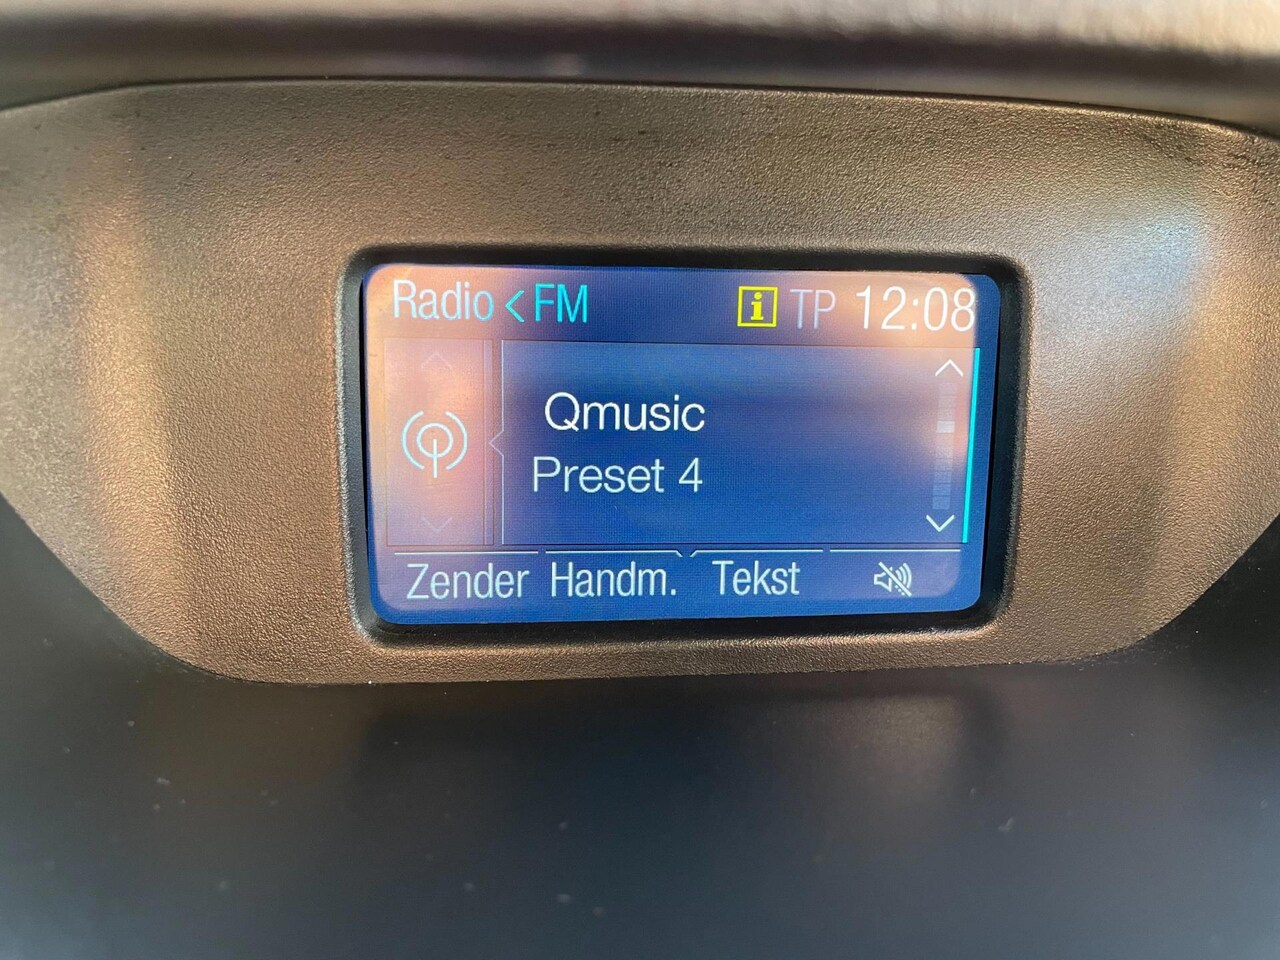 Radio < FM i TP 12:08
Qmusic
Preset 4
Zender Handm. Tekst